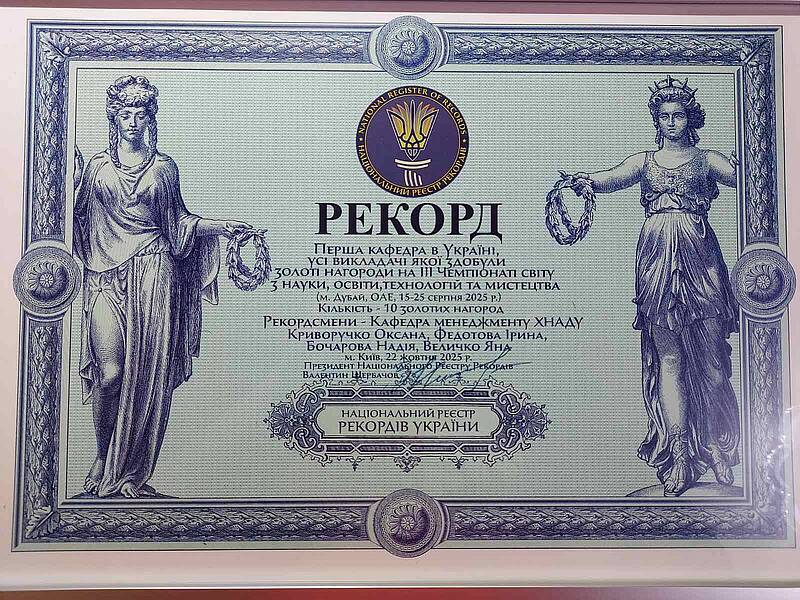 NATIONAL REGISTER OF RECORDS
НАЦІОНАЛЬНИЙ РЕЄСТР РЕКОРДІВ
РЕКОРД
Перша кафедра в Україні,
усі викладачі якої здобули
золоті нагороди на III Чемпіонаті світу
з науки, освіти,технологій та мистецтва
(м. Дубай, ОАЕ, 15-25 серпня 2025 р.)
Кількість - 10 золотих нагород
Рекордсмени - Кафедра менеджменту ХНАДУ
Криворучко Оксана, Федотова Ірина,
Бочарова Надія, Величко Яна
м. Київ, 22 жовтня 2025 р.
Президент Національного Реєстру Рекордів
Валентин Щербачов
НАЦІОНАЛЬНИЙ РЕЄСТР
РЕКОРДІВ УКРАЇНИ